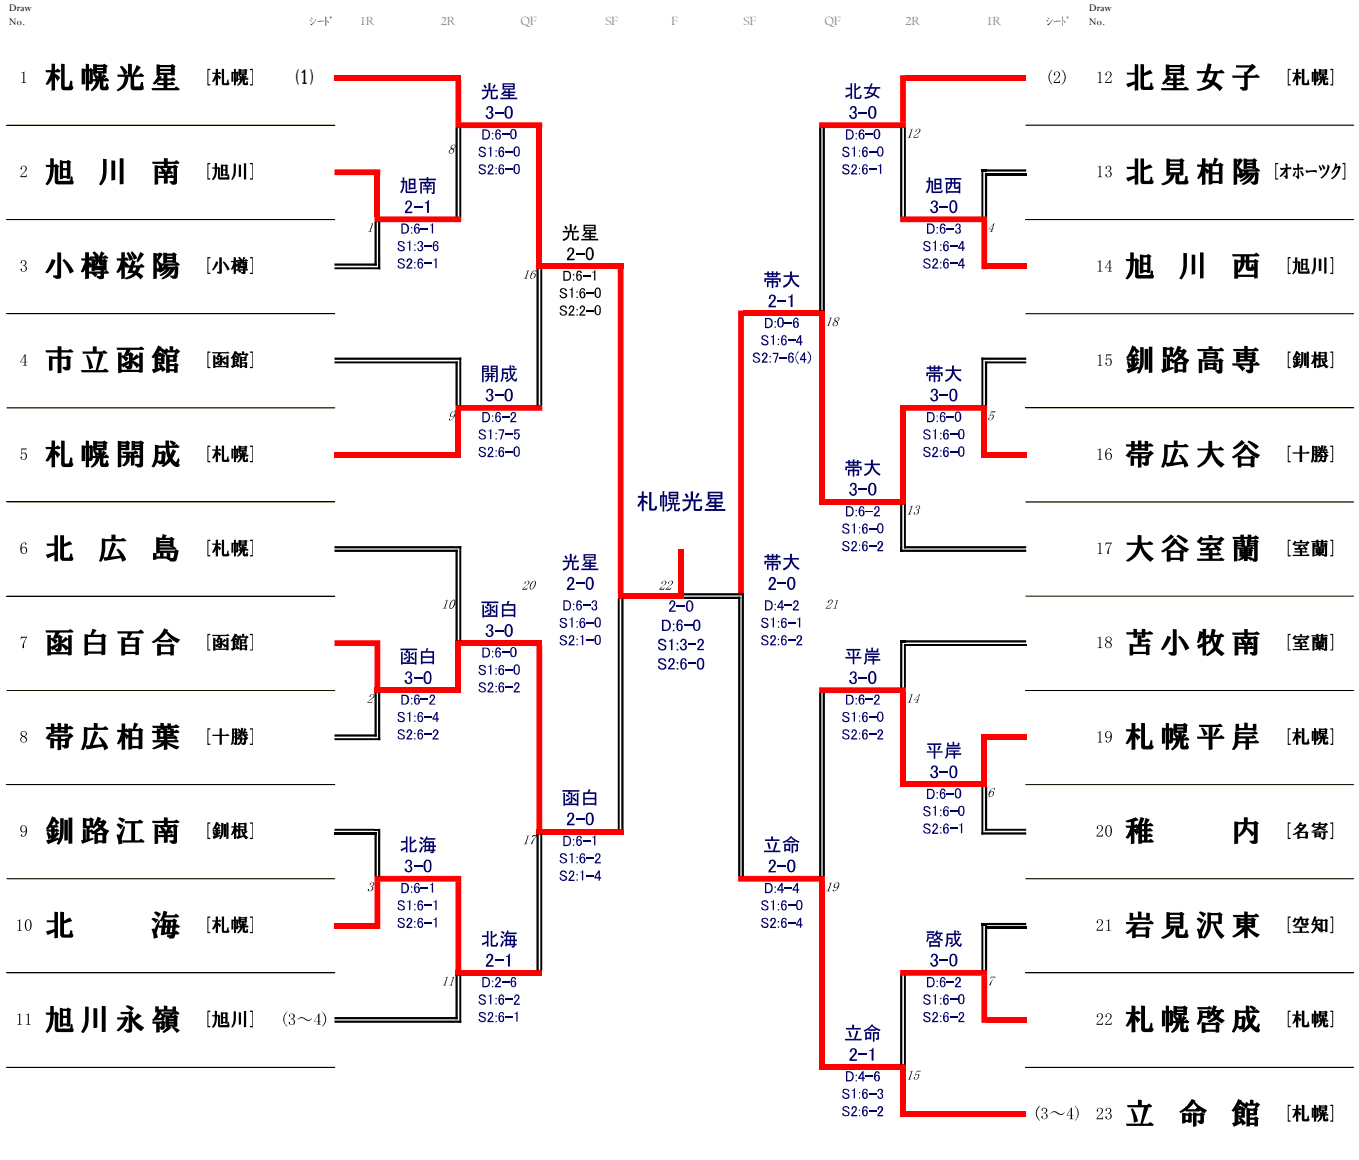 Draw
No.
シード 1R 2R QF SF F SF QF 2R 1R シード
Draw
No.
1 札幌光星 [札幌] (1)
2 旭川南 [旭川]
3 小樽桜陽 [小樽]
4 市立函館 [函館]
5 札幌開成 [札幌]
6 北広島 [札幌]
7 函白百合 [函館]
8 帯広柏葉 [十勝]
9 釧路江南 [釧根]
10 北海 [札幌]
11 旭川永嶺 [旭川] (3～4)
1
旭南
2-1
D:6-1
S1:3-6
S2:6-1
2
函白
3-0
D:6-2
S1:6-4
S2:6-2
3
北海
3-0
D:6-1
S1:6-1
S2:6-1
8
光星
3-0
D:6-0
S1:6-0
S2:6-0
9
開成
3-0
D:6-2
S1:7-5
S2:6-0
10
函白
3-0
D:6-0
S1:6-0
S2:6-2
11
北海
2-1
D:2-6
S1:6-2
S2:6-1
16
光星
2-0
D:6-1
S1:6-0
S2:2-0
17
函白
2-0
D:6-1
S1:6-2
S2:1-4
20
光星
2-0
D:6-3
S1:6-0
S2:1-0
札幌光星
22
2-0
D:6-0
S1:3-2
S2:6-0
帯大
2-1
D:0-6
S1:6-4
S2:7-6(4)
18
帯大
2-0
D:4-2
S1:6-1
S2:6-2
21
立命
2-0
D:4-4
S1:6-0
S2:6-4
19
北女
3-0
D:6-0
S1:6-0
S2:6-1
12
帯大
3-0
D:6-2
S1:6-0
S2:6-2
13
平岸
3-0
D:6-2
S1:6-0
S2:6-2
14
立命
2-1
D:4-6
S1:6-3
S2:6-2
15
旭西
3-0
D:6-3
S1:6-4
S2:6-4
4
帯大
3-0
D:6-0
S1:6-0
S2:6-0
5
平岸
3-0
D:6-0
S1:6-0
S2:6-1
6
啓成
3-0
D:6-2
S1:6-0
S2:6-2
7
(2) 12 北星女子 [札幌]
13 北見柏陽 [オホーツク]
14 旭川西 [旭川]
15 釧路高専 [釧根]
16 帯広大谷 [十勝]
17 大谷室蘭 [室蘭]
18 苫小牧南 [室蘭]
19 札幌平岸 [札幌]
20 稚内 [名寄]
21 岩見沢東 [空知]
22 札幌啓成 [札幌]
(3～4) 23 立命館 [札幌]